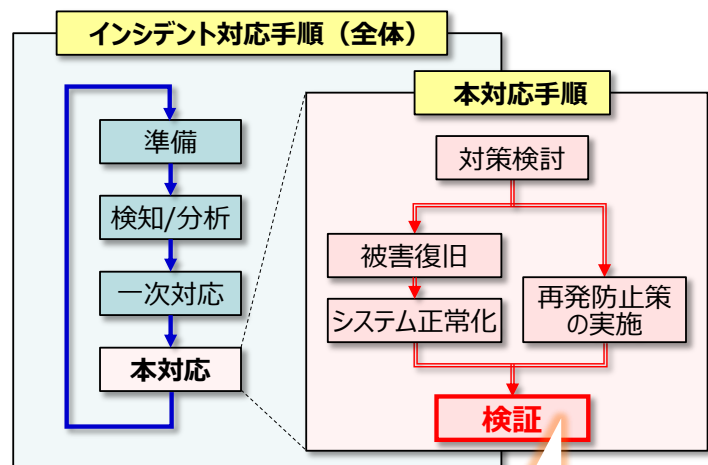 インシデント対応手順（全体）
準備
検知/分析
一次対応
本対応
本対応手順
対策検討
被害復旧
システム正常化
再発防止策
の実施
検証